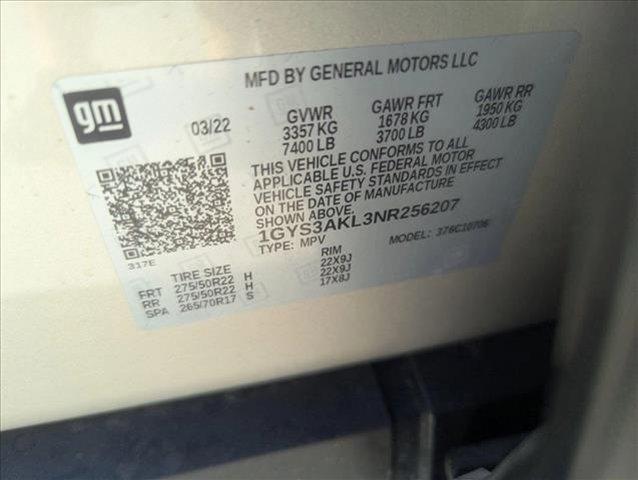 MFD BY GENERAL MOTORS LLC
gm
03/22
GVWR GAWR FRT GAWR RR
3357 KG 1678 KG 1950 KG
7400 LB 3700 LB 4300 LB
THIS VEHICLE CONFORMS TO ALL
APPLICABLE U.S. FEDERAL MOTOR
VEHICLE SAFETY STANDARDS IN EFFECT
ON THE DATE OF MANUFACTURE
SHOWN ABOVE.
1GYS3AKL3NR256207
TYPE: MPV MODEL: 376C10706
317E
TIRE SIZE RIM
FRT 275/50R22 H 22X9J
RR 275/50R22 H 22X9J
SPA 265/70R17 S 17X8J